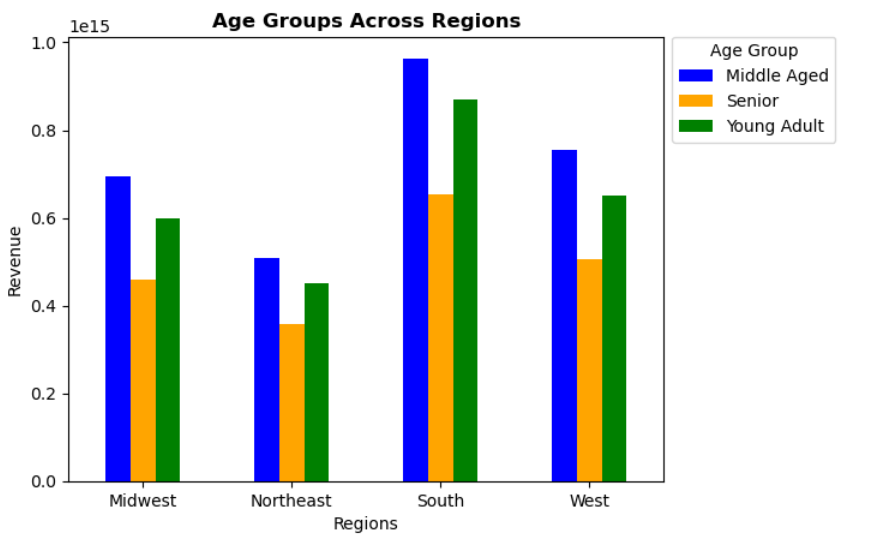 Age Groups Across Regions
1e15
1.0
0.8
0.6
0.4
0.2
0.0
Revenue
Midwest
Northeast
South
West
Regions
Age Group
Middle Aged
Senior
Young Adult